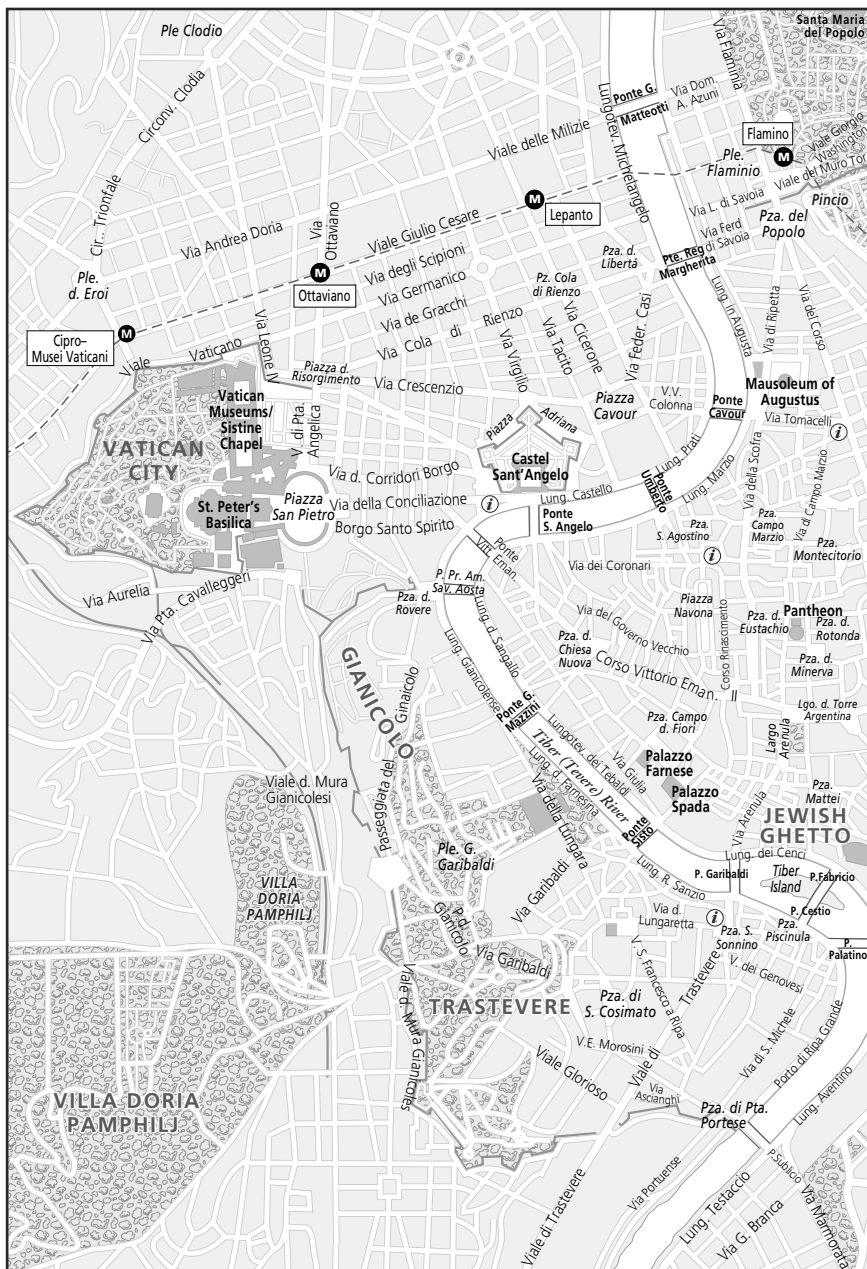 Ple Clodio
Santa Maria
del Popolo
Via Flaminia
Circonv. Clodia
Ponte G.
Matteotti
Via Dom.
A. Azuni
Lungotev. Michelangelo
Viale delle Milizie
Flamino
M
Viale Giorgio
Washington
Ple.
Flaminio
Viale del Muro Tor
Cir.. Trionfale
M
Lepanto
Via L. di Savoia
Pincio
Via Andrea Doria
Via
Ottaviano
Viale Giulio Cesare
Pza. del
Popolo
Via Ferd
di Savoia
Pza. d.
Libertà
Pte. Reg
Margherita
Via degli Scipioni
M
Ottaviano
Ple.
d. Eroi
Via Germanico
Pz. Cola
di Rienzo
Lung. in Augusta
Via di Ripetta
Via del Corso
Via de Gracchi
Via Cola di Rienzo
Via Cicerone
Via Tacito
Via Virgilio
Via Feder. Casi
M
Cipro–
Musei Vaticani
Viale Vaticano
Via Leone IV
Piazza d.
Risorgimento
Via Crescenzio
Mausoleum of
Augustus
Vatican
Museums/
Sistine
Chapel
V. di Pta.
Angelica
Piazza Adriana
Piazza
Cavour
V.V.
Colonna
Ponte
Cavour
Via Tomacelli
i
VATICAN
CITY
Castel
Sant'Angelo
Lung. Prati
Via d. Corridori Borgo
Ponte
Umberto
Lung. Marzio
Via della Scofra
Via di Campo Marzio
St. Peter's
Basilica
Piazza
San Pietro
Via della Conciliazione
i
Lung. Castello
Ponte
S. Angelo
Borgo Santo Spirito
Pza.
S. Agostino
Pza.
Campo
Marzio
Pza.
Montecitorío
Ponte
Vitt. Eman.
Via dei Coronari
i
Via Aurelia
Via Pta. Cavalleggeri
P. Pr. Am.
Sav. Aosta
Pza. d.
Rovere
Lung. d. Sangallo
Piazza
Navona
Pantheon
Via del Governo Vecchio
Pza. d.
Eustachio
Pza. d.
Rotonda
Corso Rinascimento
Pza. d.
Chiesa
Nuova
Corso Vittorio Eman. II
Pza. d.
Minerva
GIANICOLO
Lung. Gianicolense
Ponte G.
Mazzini
Passeggiata del Ginaicolo
Lgo. d. Torre
Argentina
Pza. Campo
d. Fiori
Largo
Arenula
Tiber (Tevere) River
Lungotev. dei Tebaldi
Via Giulia
Palazzo
Farnese
Lung. d. Farnesina
Via della Lungara
Palazzo
Spada
Viale d. Mura
Gianicolesi
Pza.
Mattei
Via Arenula
JEWISH
GHETTO
Ponte
Sisto
Ple. G.
Garibaldi
Lung. dei Cenci
P. Garibaldi
Tiber
Island
P.Fabricio
Lung. R. Sanzio
VILLA
DORIA
PAMPHILJ
Via Garibaldi
P.d.
Gianicolo
Via d.
Lungaretta
i
P. Cestio
Pza.
Piscinula
Pza. S.
Sonnino
P.
Palatino
Via Garibaldi
V. S. Francesco a Ripa
V. dei Genovesi
Viale d. Mura Gianicoles
TRASTEVERE
Pza. di
S. Cosimato
Viale di Trastevere
Via di S. Michele
Porto di Ripa Grande
Lung. Aventino
V.E. Morosini
Viale Glorioso
Via
Ascianghi
VILLA DORIA
PAMPHILJ
Pza. di Pta.
Portese
P.Sublicio
Via Portuense
Viale di Trastevere
Lung. Testaccio
Via G. Branca
Via Marmorata